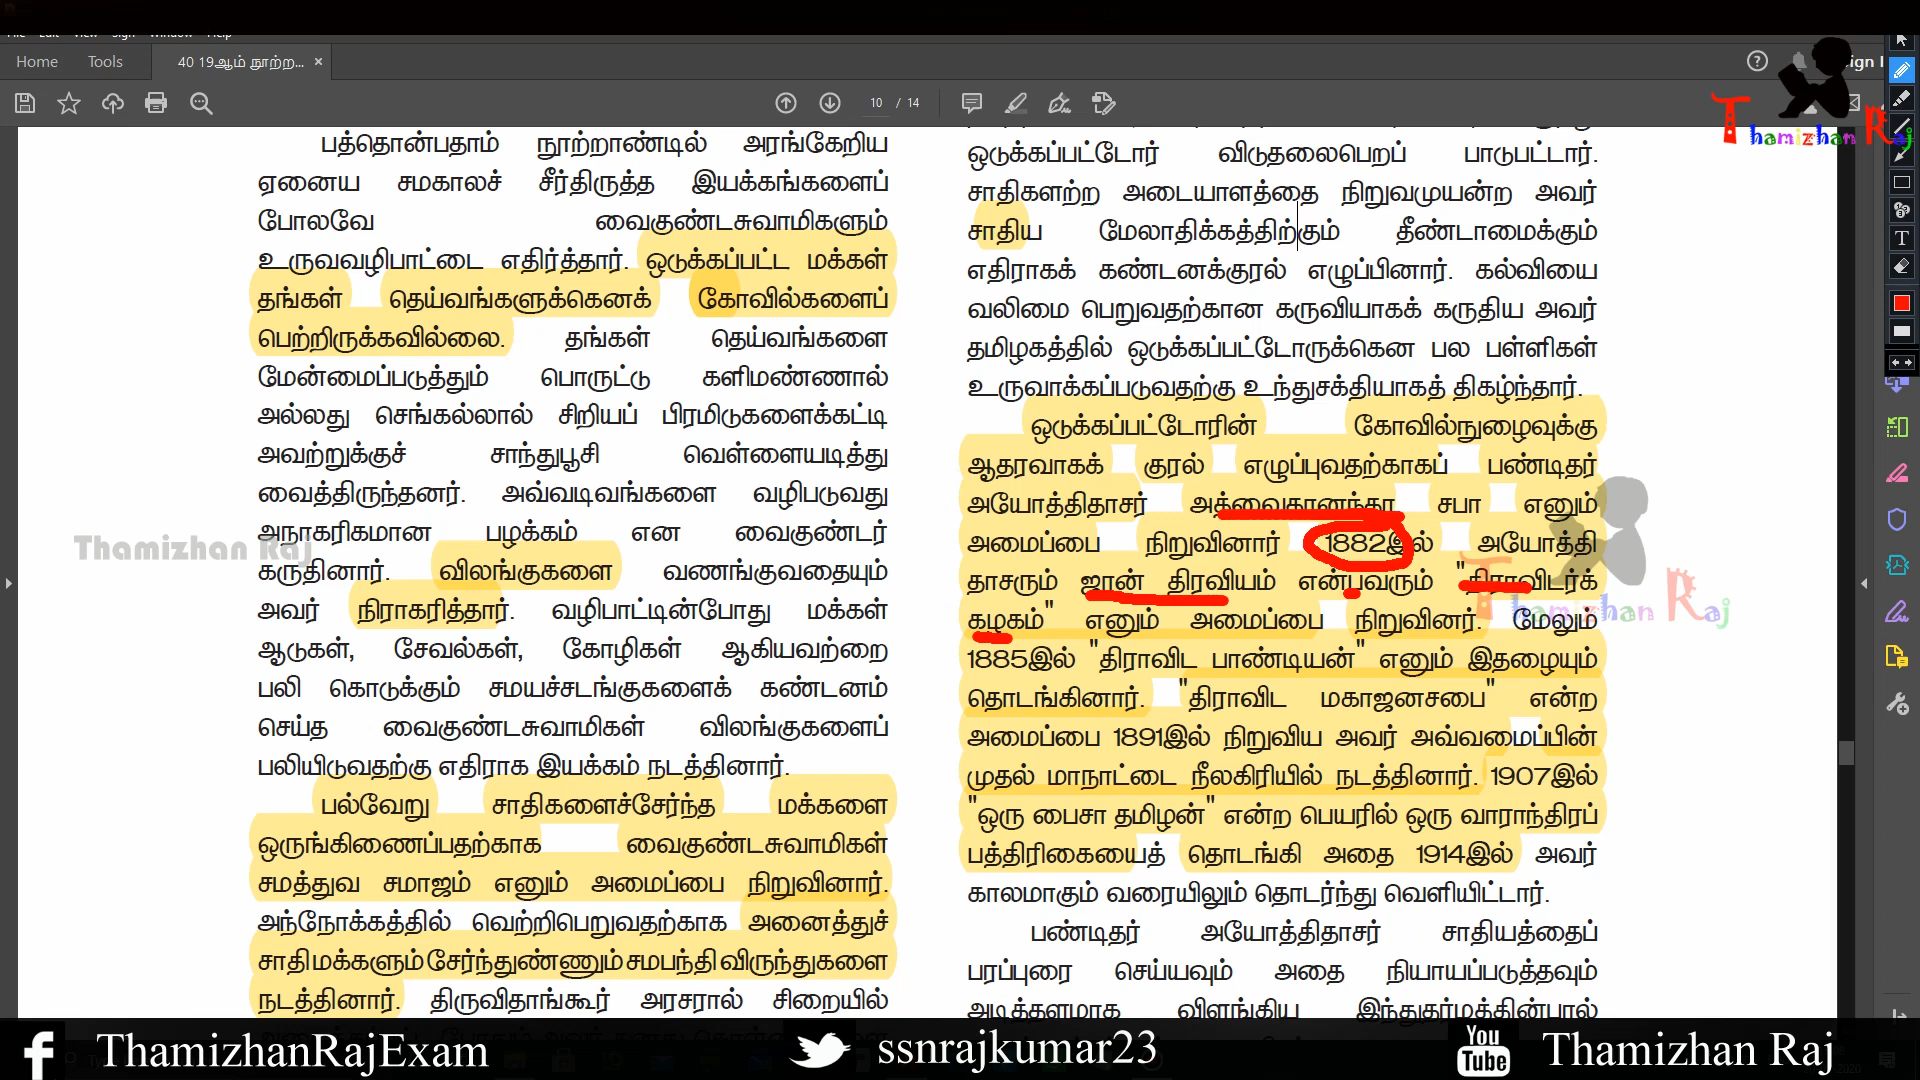 Home
Tools
40 19ஆம் நூற்ற...
10 / 14
Thamizhan Raj
பத்தொன்பதாம் நூற்றாண்டில் அரங்கேறிய
ஏனைய சமகாலச் சீர்திருத்த இயக்கங்களைப்
போலவே வைகுண்டசுவாமிகளும்
உருவவழிபாட்டை எதிர்த்தார். ஒடுக்கப்பட்ட மக்கள்
தங்கள் தெய்வங்களுக்கெனக் கோவில்களைப்
பெற்றிருக்கவில்லை. தங்கள் தெய்வங்களை
மேன்மைப்படுத்தும் பொருட்டு களிமண்ணால்
அல்லது செங்கல்லால் சிறியப் பிரமிடுகளைக்கட்டி
அவற்றுக்குச் சாந்துபூசி வெள்ளையடித்து
வைத்திருந்தனர். அவ்வடிவங்களை வழிபடுவது
அநாகரிகமான பழக்கம் என வைகுண்டர்
கருதினார். விலங்குகளை வணங்குவதையும்
அவர் நிராகரித்தார். வழிபாட்டின்போது மக்கள்
ஆடுகள், சேவல்கள், கோழிகள் ஆகியவற்றை
பலி கொடுக்கும் சமயச்சடங்குகளைக் கண்டனம்
செய்த வைகுண்டசுவாமிகள் விலங்குகளைப்
பலியிடுவதற்கு எதிராக இயக்கம் நடத்தினார்.
பல்வேறு சாதிகளைச்சேர்ந்த மக்களை
ஒருங்கிணைப்பதற்காக வைகுண்டசுவாமிகள்
சமத்துவ சமாஜம் எனும் அமைப்பை நிறுவினார்.
அந்நோக்கத்தில் வெற்றிபெறுவதற்காக அனைத்துச்
சாதி மக்களும் சேர்ந்துண்ணும் சமபந்தி விருந்துகளை
நடத்தினார். திருவிதாங்கூர் அரசரால் சிறையில்
ஒடுக்கப்பட்டோர் விடுதலைபெறப் பாடுபட்டார்.
சாதிகளற்ற அடையாளத்தை நிறுவமுயன்ற அவர்
சாதிய மேலாதிக்கத்திற்கும் தீண்டாமைக்கும்
எதிராகக் கண்டனக்குரல் எழுப்பினார். கல்வியை
வலிமை பெறுவதற்கான கருவியாகக் கருதிய அவர்
தமிழகத்தில் ஒடுக்கப்பட்டோருக்கென பல பள்ளிகள்
உருவாக்கப்படுவதற்கு உந்துசக்தியாகத் திகழ்ந்தார்.
ஒடுக்கப்பட்டோரின் கோவில்நுழைவுக்கு
ஆதரவாகக் குரல் எழுப்புவதற்காகப் பண்டிதர்
அயோத்திதாசர் அத்வைதானந்தா சபா எனும்
அமைப்பை நிறுவினார் 1882இல் அயோத்தி
தாசரும் ஜான் திரவியம் என்பவரும் "திராவிடர்க்
கழகம்" எனும் அமைப்பை நிறுவினர். மேலும்
1885இல் "திராவிட பாண்டியன்" எனும் இதழையும்
தொடங்கினார். "திராவிட மகாஜனசபை" என்ற
அமைப்பை 1891இல் நிறுவிய அவர் அவ்வமைப்பின்
முதல் மாநாட்டை நீலகிரியில் நடத்தினார். 1907இல்
"ஒரு பைசா தமிழன்" என்ற பெயரில் ஒரு வாராந்திரப்
பத்திரிகையைத் தொடங்கி அதை 1914இல் அவர்
காலமாகும் வரையிலும் தொடர்ந்து வெளியிட்டார்.
பண்டிதர் அயோத்திதாசர் சாதியத்தைப்
பரப்புரை செய்யவும் அதை நியாயப்படுத்தவும்
அடித்தளமாக விளங்கிய இந்துதர்மத்தின்பால்
Thamizhan Raj
Thamizhan Raj
ThamizhanRajExam
ssnrajkumar23
You Tube
Thamizhan Raj